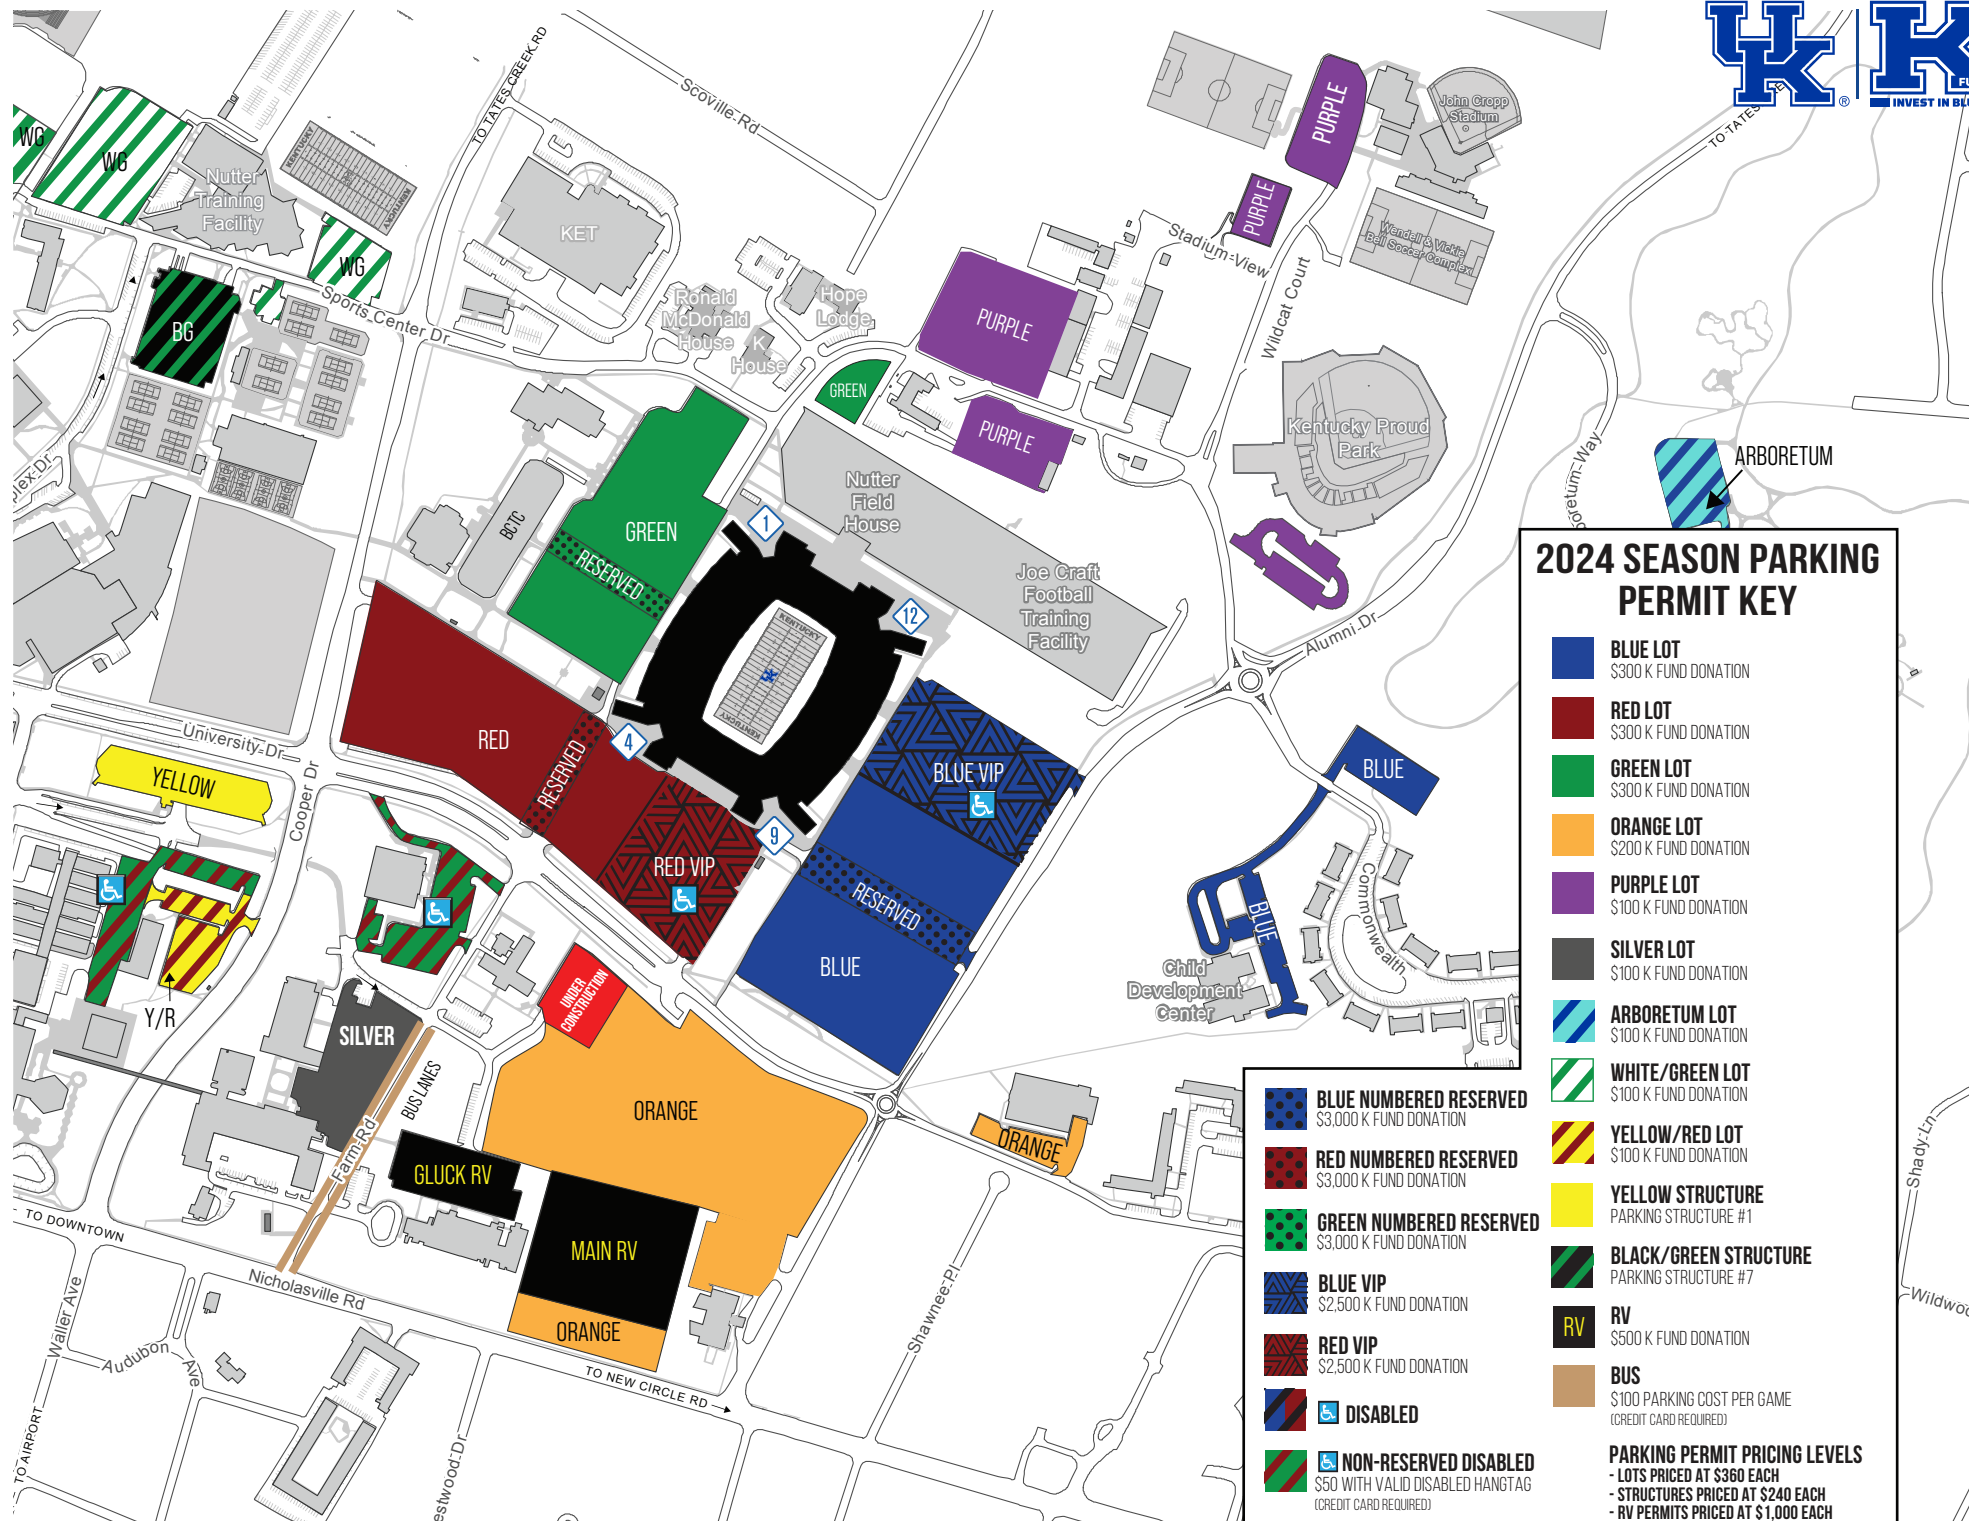 TO TATES CREEK RD
Scoville Rd
PURPLE
John Cropp
Stadium
UK
®
K
INVEST IN BL
TO TATES
WG
WG
Nutter
Training
Facility
KENTUCKY
KENTUCKY
KET
PURPLE
Stadium View
Wendell & Vickie
Bell Soccer Complex
WG
Sports Center Dr
BG
Ronald
McDonald
House
K
House
Hope
Lodge
PURPLE
Wildcat Court
GREEN
PURPLE
Kentucky Proud
Park
ARBORETUM
oretum Way
plex Dr
BCTC
GREEN
RESERVED
1
Nutter
Field
House
12
Joe Craft
Football
Training
Facility
KENTUCKY
UK
KENTUCKY
Alumni Dr
University Dr
YELLOW
Cooper Dr
RED
RESERVED
4
RED VIP
9
BLUE VIP
RESERVED
BLUE
BLUE
BLUE
Commonwealth
Child
Development
Center
Y/R
SILVER
UNDER
CONSTRUCTION
ORANGE
BUS LANES
Farm Rd
GLUCK RV
MAIN RV
ORANGE
ORANGE
TO DOWNTOWN
Nicholasville Rd
Waller Ave
Audubon
Ave
TO AIRPORT
TO NEW CIRCLE RD
estwood Dr
Shawnee Pl
Shady Ln
Wildwo
2024 SEASON PARKING
PERMIT KEY
BLUE LOT
$300 K FUND DONATION
RED LOT
$300 K FUND DONATION
GREEN LOT
$300 K FUND DONATION
ORANGE LOT
$200 K FUND DONATION
PURPLE LOT
$100 K FUND DONATION
SILVER LOT
$100 K FUND DONATION
ARBORETUM LOT
$100 K FUND DONATION
WHITE/GREEN LOT
$100 K FUND DONATION
YELLOW/RED LOT
$100 K FUND DONATION
YELLOW STRUCTURE
PARKING STRUCTURE #1
BLACK/GREEN STRUCTURE
PARKING STRUCTURE #7
RV
RV
$500 K FUND DONATION
BUS
$100 PARKING COST PER GAME
(CREDIT CARD REQUIRED)
BLUE NUMBERED RESERVED
$3,000 K FUND DONATION
RED NUMBERED RESERVED
$3,000 K FUND DONATION
GREEN NUMBERED RESERVED
$3,000 K FUND DONATION
BLUE VIP
$2,500 K FUND DONATION
RED VIP
$2,500 K FUND DONATION
DISABLED
NON-RESERVED DISABLED
$50 WITH VALID DISABLED HANGTAG
(CREDIT CARD REQUIRED)
PARKING PERMIT PRICING LEVELS
- LOTS PRICED AT $360 EACH
- STRUCTURES PRICED AT $240 EACH
- RV PERMITS PRICED AT $1,000 EACH